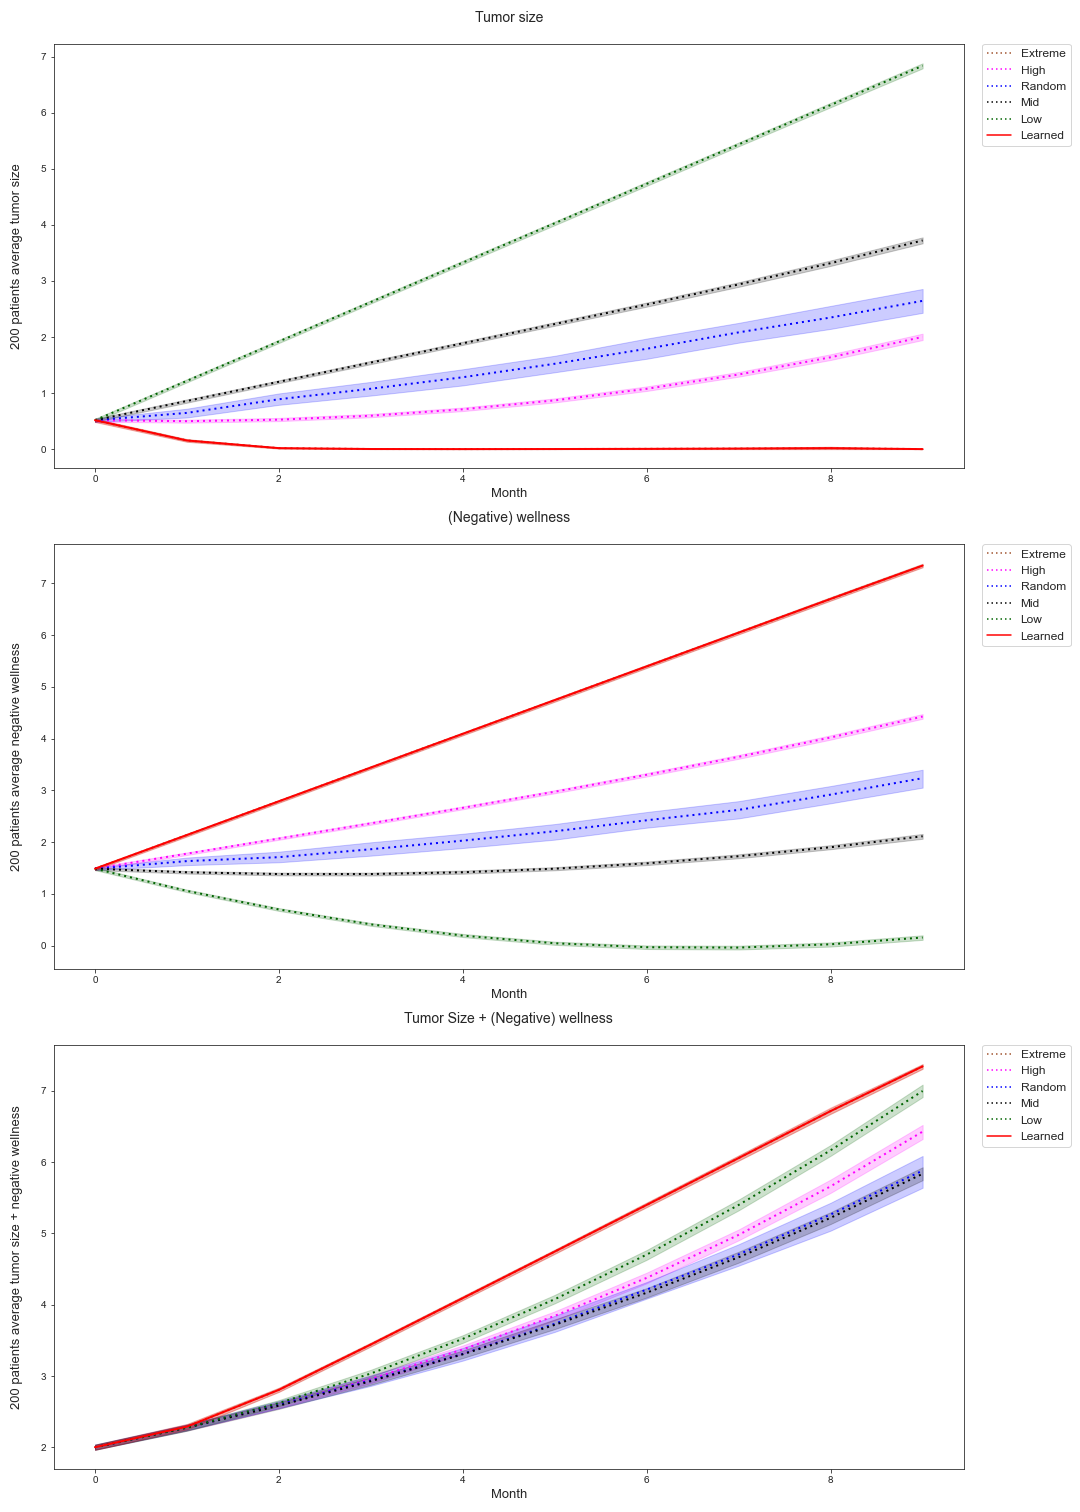 Tumor size
7
6
5
4
3
2
1
0
200 patients average tumor size
0 2 4 6 8
Month
Extreme
High
Random
Mid
Low
Learned
(Negative) wellness
7
6
5
4
3
2
1
0
200 patients average negative wellness
0 2 4 6 8
Month
Extreme
High
Random
Mid
Low
Learned
Tumor Size + (Negative) wellness
7
6
5
4
3
2
200 patients average tumor size + negative wellness
0 2 4 6 8
Month
Extreme
High
Random
Mid
Low
Learned